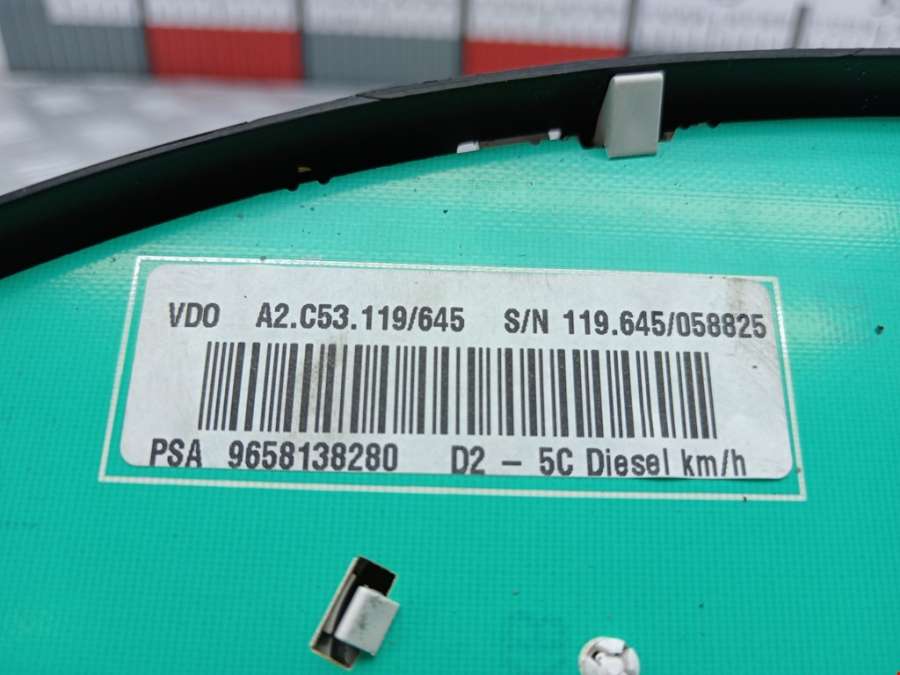 VDO A2.C53.119/645 S/N 119.645/058825
PSA 9658138280 D2 - 5C Diesel km/h